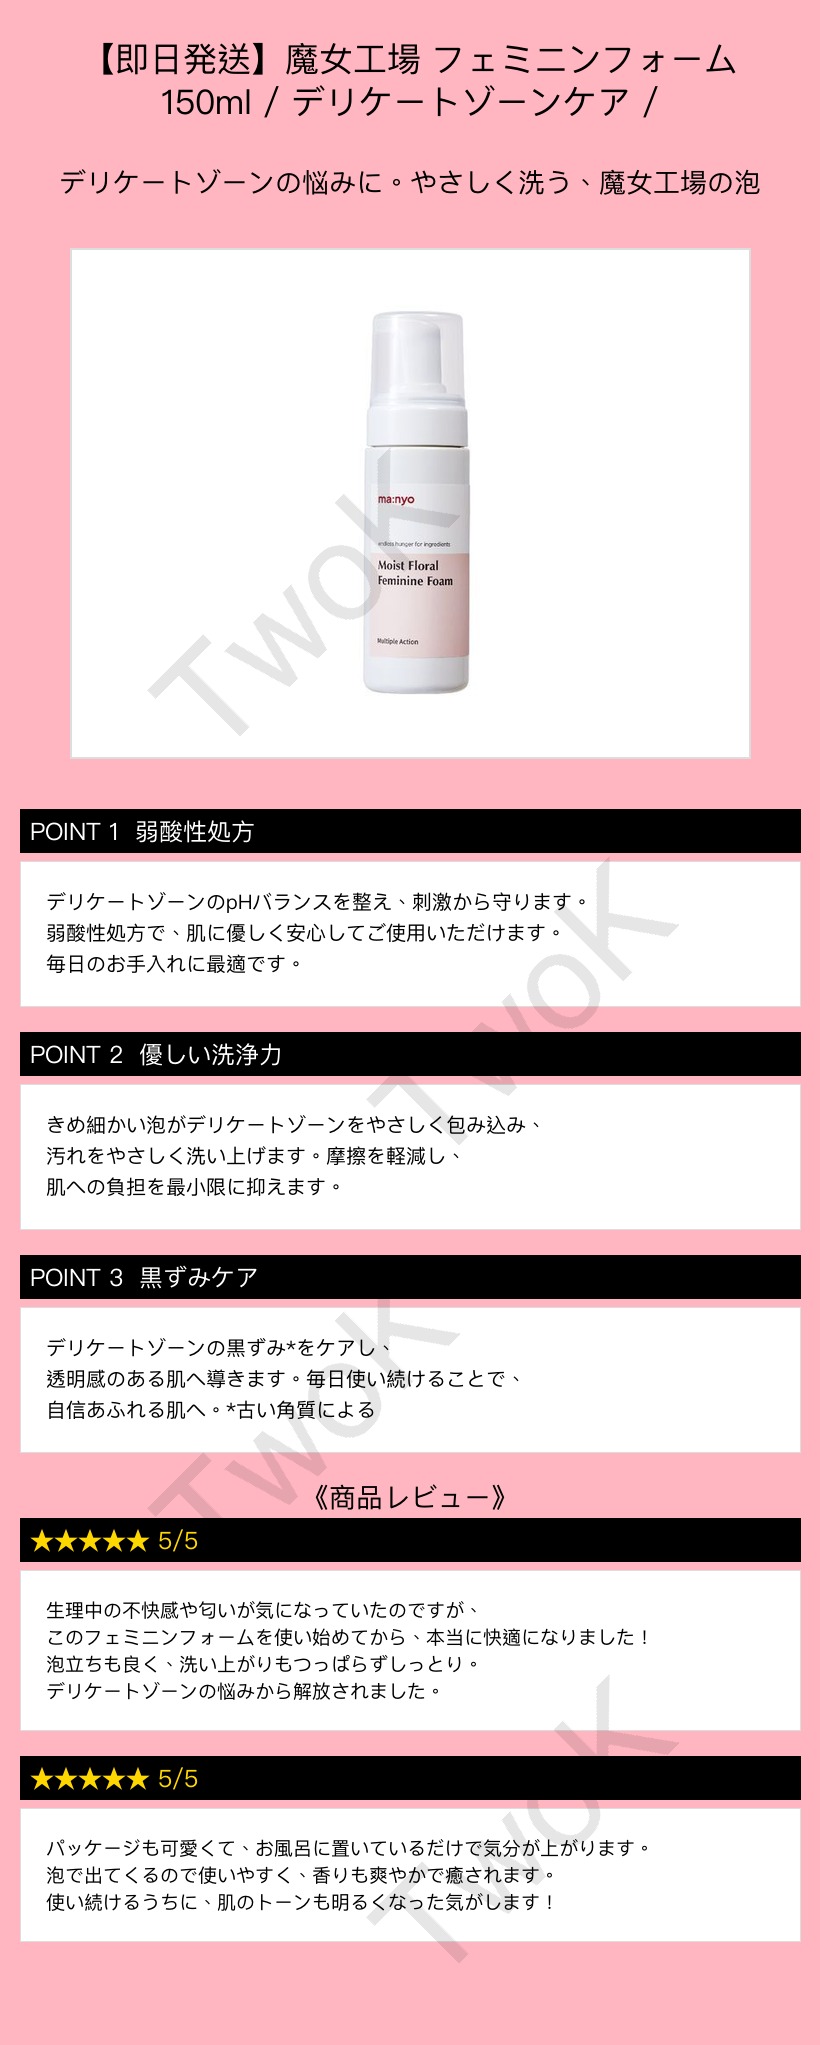 【即日発送】魔女工場 フェミニンフォーム
150ml / デリケートゾーンケア /
デリケートゾーンの悩みに。やさしく洗う、魔女工場の泡
ma:nyo
endless hunger for ingredients
Moist Floral
Feminine Foam
Multiple Action
TwoK
POINT 1 弱酸性処方
デリケートゾーンのpHバランスを整え、刺激から守ります。
弱酸性処方で、肌に優しく安心してご使用いただけます。
毎日のお手入れに最適です。
TwoK
POINT 2 優しい洗浄力
きめ細かい泡がデリケートゾーンをやさしく包み込み、
汚れをやさしく洗い上げます。摩擦を軽減し、
肌への負担を最小限に抑えます。
POINT 3 黒ずみケア
デリケートゾーンの黒ずみ*をケアし、
透明感のある肌へ導きます。毎日使い続けることで、
自信あふれる肌へ。*古い角質による
TwoK
《商品レビュー》
★★★★★ 5/5
生理中の不快感や匂いが気になっていたのですが、
このフェミニンフォームを使い始めてから、本当に快適になりました！
泡立ちも良く、洗い上がりもつっぱらずしっとり。
デリケートゾーンの悩みから解放されました。
★★★★★ 5/5
パッケージも可愛くて、お風呂に置いているだけで気分が上がります。
泡で出てくるので使いやすく、香りも爽やかで癒されます。
使い続けるうちに、肌のトーンも明るくなった気がします！
TwoK